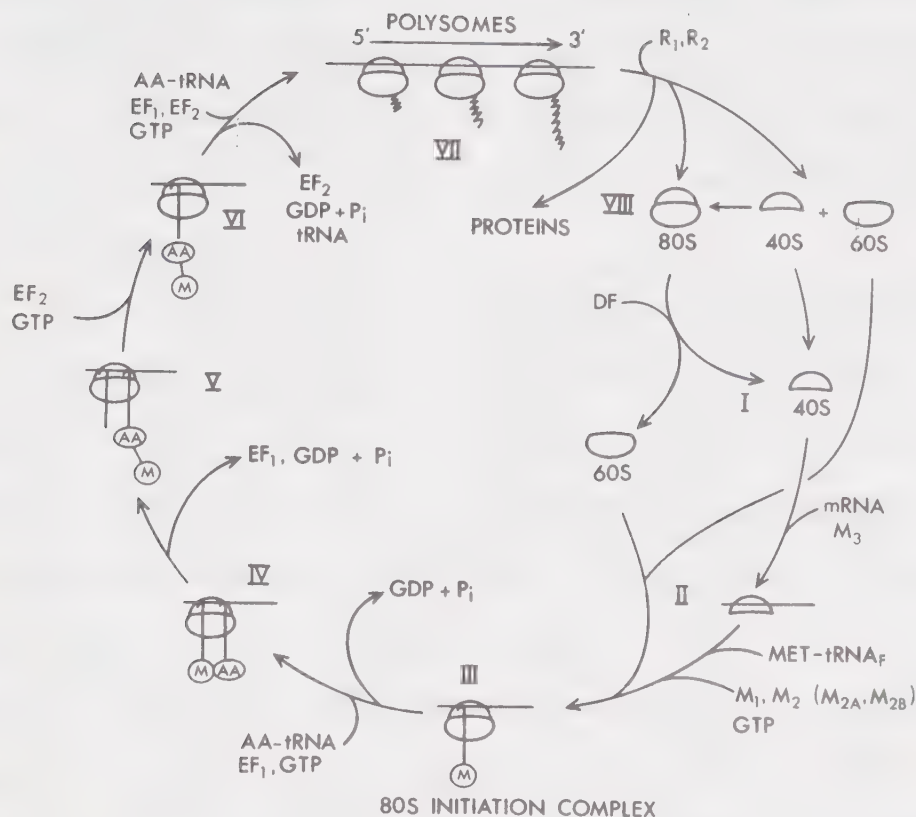 POLYSOMES
5' 3'
R₁, R₂
AA-tRNA
EF₁, EF₂
GTP
VII
EF₂
GDP + Pᵢ
tRNA
PROTEINS
VIII
80S
40S
+
60S
VI
AA
M
EF₂
GTP
DF
V
AA
M
I
40S
60S
EF₁, GDP + Pᵢ
mRNA
M₃
IV
GDP + Pᵢ
II
M AA
MET-tRNA_F
III
M₁, M₂ (M₂A, M₂B)
GTP
AA-tRNA
EF₁, GTP
M
80S INITIATION COMPLEX